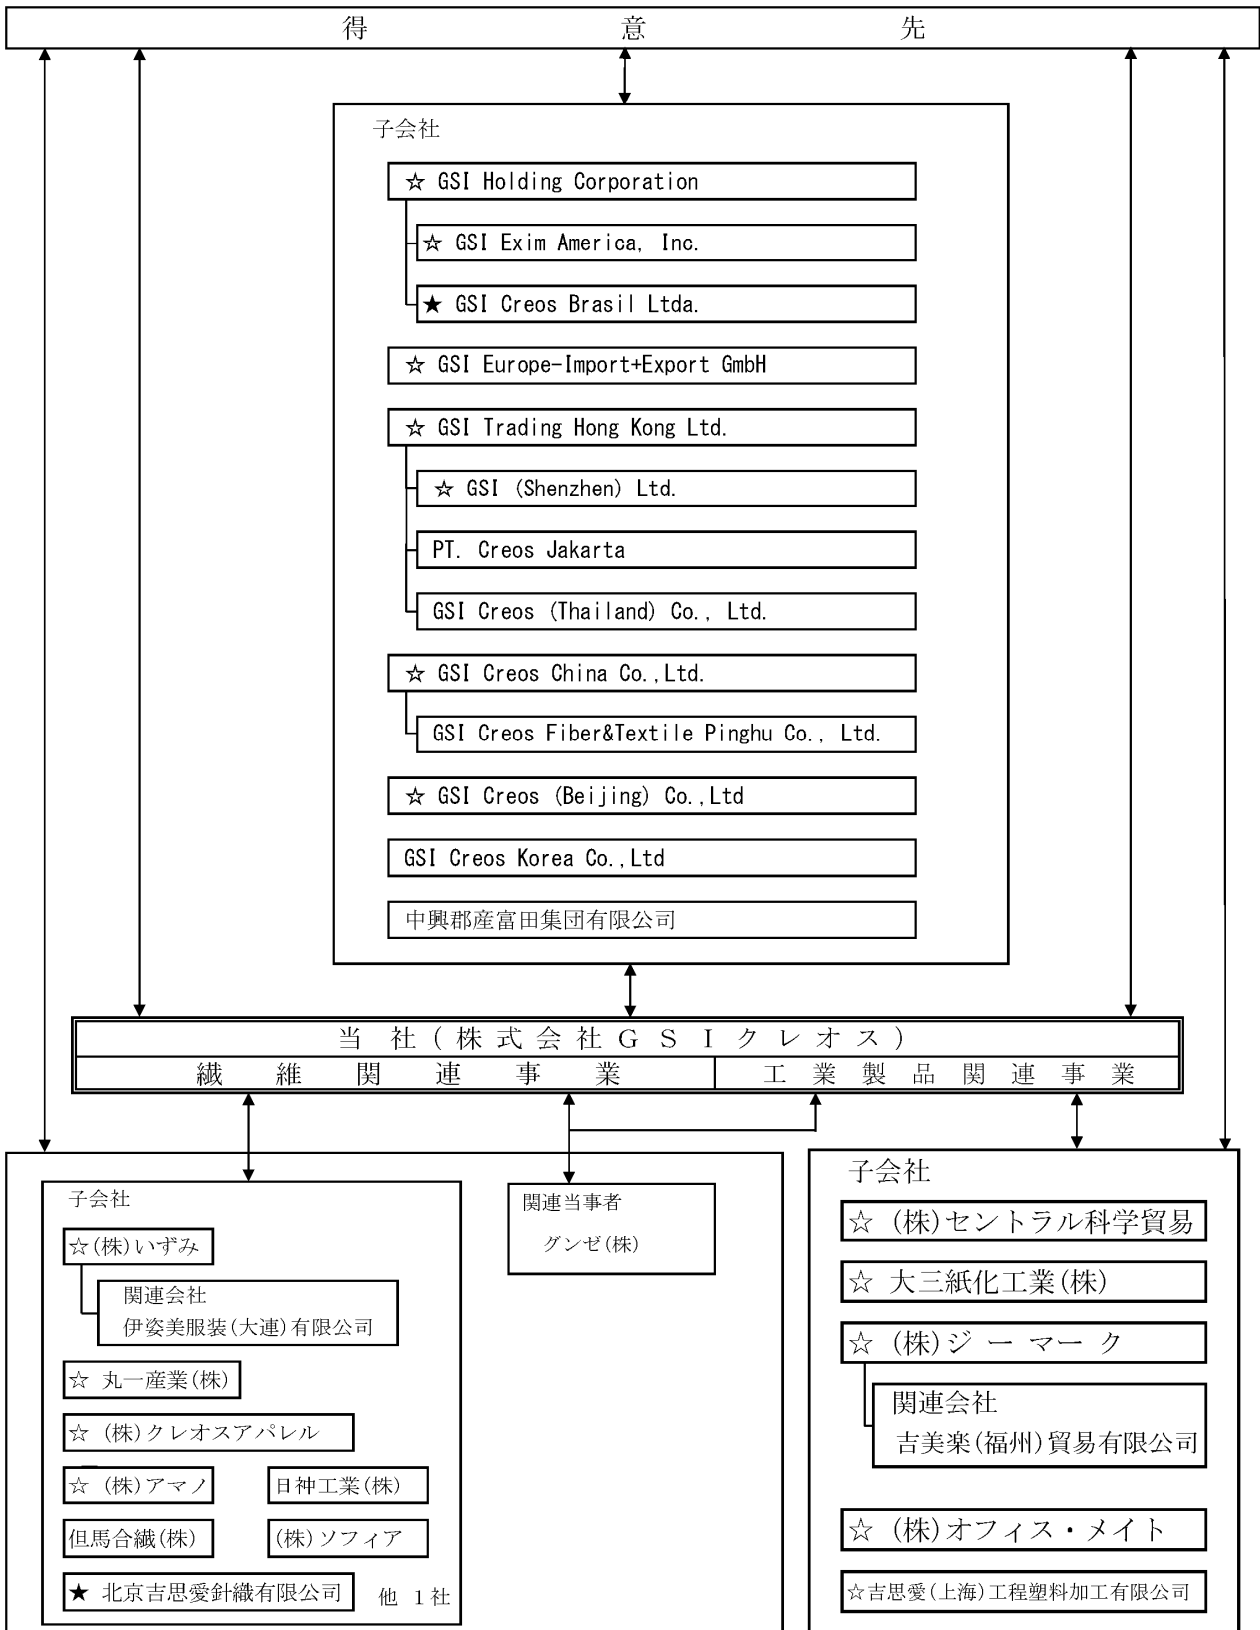 得意先
子会社
☆ GSI Holding Corporation
☆ GSI Exim America, Inc.
★ GSI Creos Brasil Ltda.
☆ GSI Europe-Import+Export GmbH
☆ GSI Trading Hong Kong Ltd.
☆ GSI (Shenzhen) Ltd.
PT. Creos Jakarta
GSI Creos (Thailand) Co., Ltd.
☆ GSI Creos China Co.,Ltd.
GSI Creos Fiber&Textile Pinghu Co., Ltd.
☆ GSI Creos (Beijing) Co.,Ltd
GSI Creos Korea Co.,Ltd
中興郡産富田集団有限公司
当社(株式会社GSIクレオス)
繊維関連事業 工業製品関連事業
子会社
☆(株)いずみ
関連会社
伊姿美服装(大連)有限公司
☆ 丸一産業(株)
☆ (株)クレオスアパレル
☆ (株)アマノ 日神工業(株)
但馬合繊(株) (株)ソフィア
★ 北京吉思愛針織有限公司 他 1社
関連当事者
グンゼ(株)
子会社
☆ (株)セントラル科学貿易
☆ 大三紙化工業(株)
☆ (株)ジーマーク
関連会社
吉美楽(福州)貿易有限公司
☆ (株)オフィス・メイト
☆吉思愛(上海)工程塑料加工有限公司